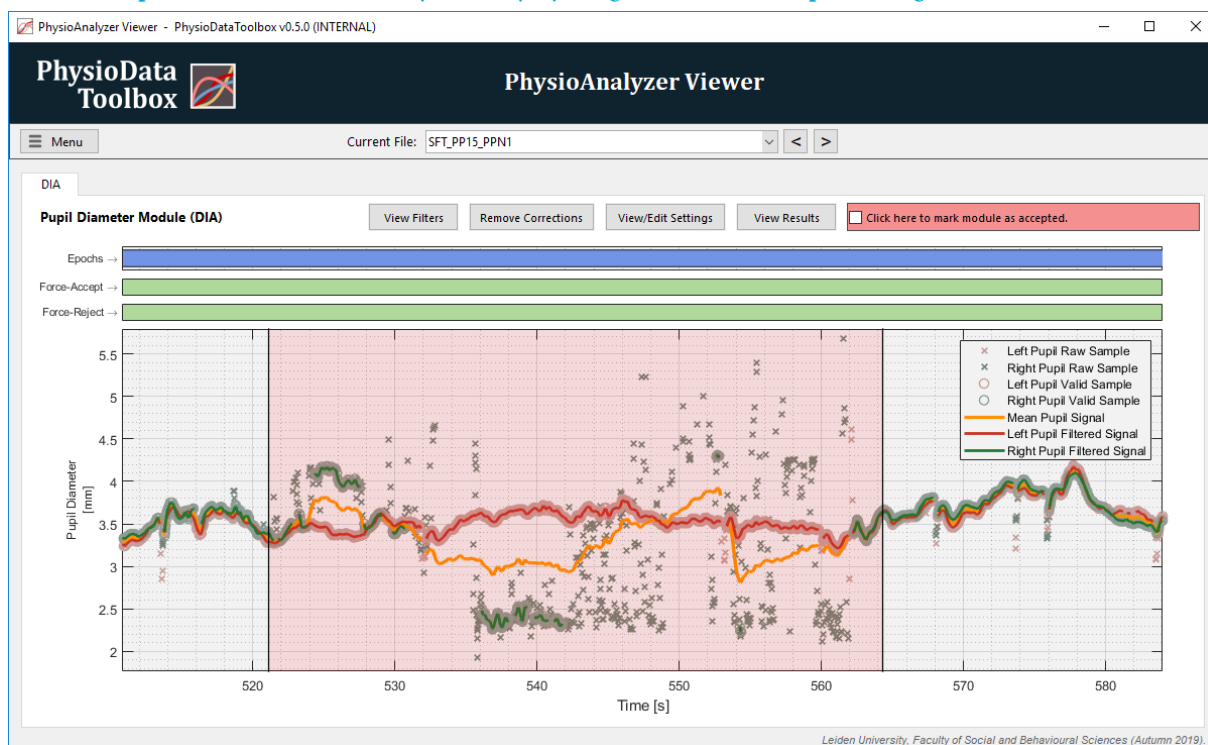 PhysioAnalyzer Viewer - PhysioDataToolbox v0.5.0 (INTERNAL)
PhysioData
Toolbox
PhysioAnalyzer Viewer
Menu
Current File: SFT_PP15_PPN1
< >
DIA
Pupil Diameter Module (DIA)
View Filters
Remove Corrections
View/Edit Settings
View Results
Click here to mark module as accepted.
Epochs →
Force-Accept →
Force-Reject →
Left Pupil Raw Sample
Right Pupil Raw Sample
Left Pupil Valid Sample
Right Pupil Valid Sample
Mean Pupil Signal
Left Pupil Filtered Signal
Right Pupil Filtered Signal
Pupil Diameter
[mm]
5.5
5
4.5
4
3.5
3
2.5
2
520 530 540 550 560 570 580
Time [s]
Leiden University, Faculty of Social and Behavioural Sciences (Autumn 2019).